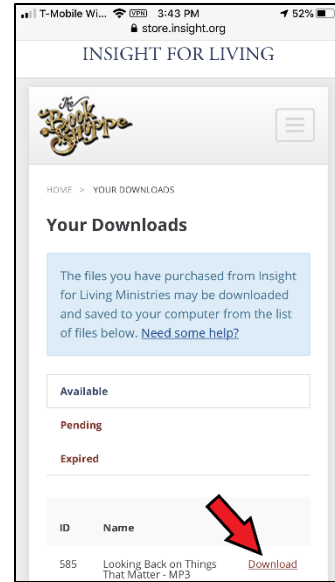 T-Mobile Wi... VPN 3:43 PM 52%
store.insight.org
INSIGHT FOR LIVING
The
Book
Shoppe
HOME > YOUR DOWNLOADS
Your Downloads
The files you have purchased from Insight
for Living Ministries may be downloaded
and saved to your computer from the list
of files below. Need some help?
Available
Pending
Expired
ID Name
585 Looking Back on Things Download
That Matter - MP3